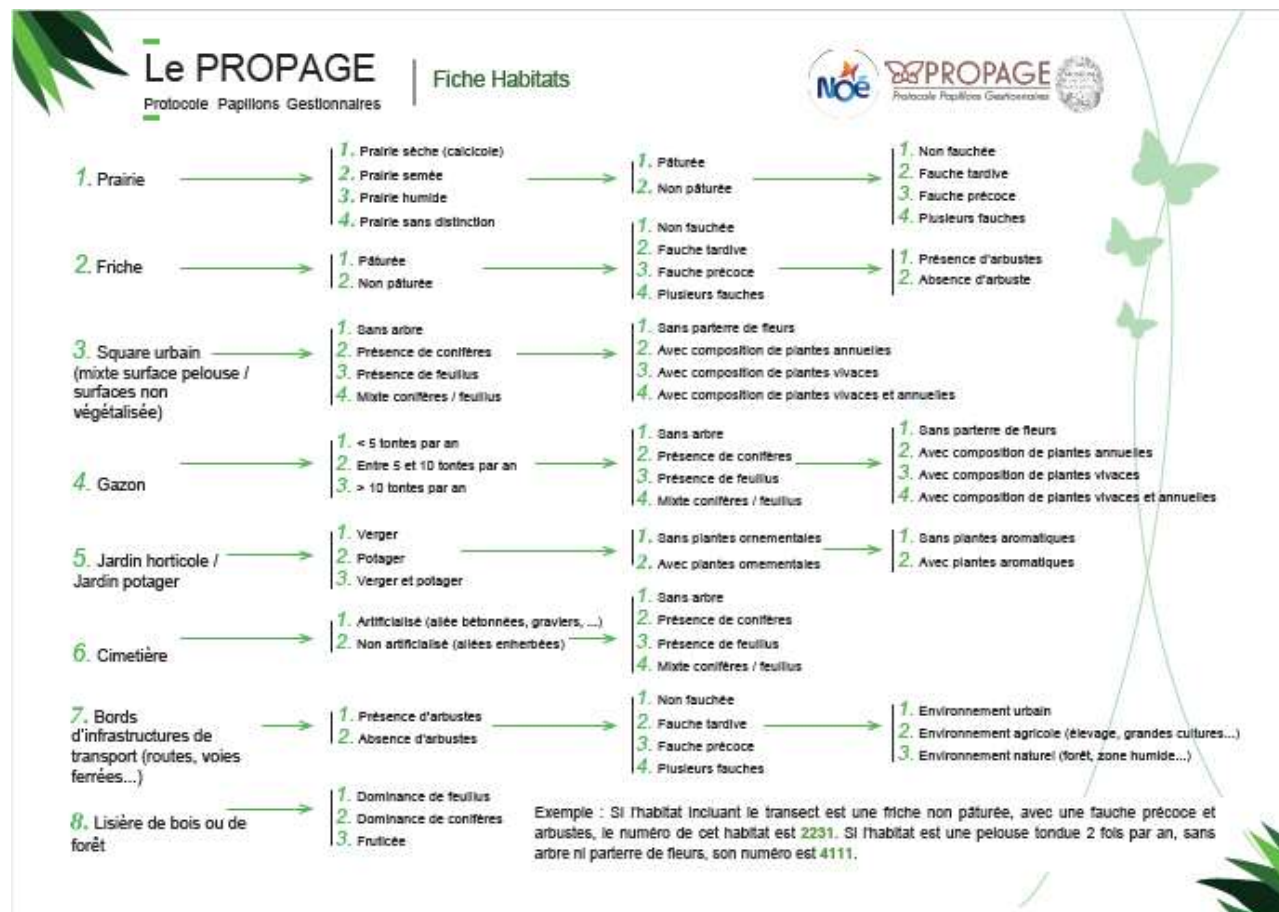 Le PROPAGE
Protocole Papillons Gestionnaires
Fiche Habitats
Noé
PROPAGE
Protocole Papillons Gestionnaires
1. Prairie
1. Prairie sèche (calcicole)
2. Prairie semée
3. Prairie humide
4. Prairie sans distinction
1. Pâturée
2. Non pâturée
1. Non fauchée
2. Fauche tardive
3. Fauche précoce
4. Plusieurs fauches
2. Friche
1. Pâturée
2. Non pâturée
1. Non fauchée
2. Fauche tardive
3. Fauche précoce
4. Plusieurs fauches
1. Présence d'arbustes
2. Absence d'arbuste
3. Square urbain
(mixte surface pelouse /
surfaces non
végétalisée)
1. Sans arbre
2. Présence de conifères
3. Présence de feuillus
4. Mixte conifères / feuillus
1. Sans parterre de fleurs
2. Avec composition de plantes annuelles
3. Avec composition de plantes vivaces
4. Avec composition de plantes vivaces et annuelles
4. Gazon
1. < 5 tontes par an
2. Entre 5 et 10 tontes par an
3. > 10 tontes par an
1. Sans arbre
2. Présence de conifères
3. Présence de feuillus
4. Mixte conifères / feuillus
1. Sans parterre de fleurs
2. Avec composition de plantes annuelles
3. Avec composition de plantes vivaces
4. Avec composition de plantes vivaces et annuelles
5. Jardin horticole /
Jardin potager
1. Verger
2. Potager
3. Verger et potager
1. Sans plantes ornementales
2. Avec plantes ornementales
1. Sans plantes aromatiques
2. Avec plantes aromatiques
6. Cimetière
1. Artificialisé (allée bétonnées, graviers, ...)
2. Non artificialisé (allées enherbées)
1. Sans arbre
2. Présence de conifères
3. Présence de feuillus
4. Mixte conifères / feuillus
7. Bords
d'infrastructures de
transport (routes, voies
ferrées...)
1. Présence d'arbustes
2. Absence d'arbustes
1. Non fauchée
2. Fauche tardive
3. Fauche précoce
4. Plusieurs fauches
1. Environnement urbain
2. Environnement agricole (élevage, grandes cultures...)
3. Environnement naturel (forêt, zone humide...)
8. Lisière de bois ou de
forêt
1. Dominance de feuillus
2. Dominance de conifères
3. Fruticée
Exemple : Si l'habitat incluant le transect est une friche non pâturée, avec une fauche précoce et
arbustes, le numéro de cet habitat est 2231. Si l'habitat est une pelouse tondue 2 fois par an, sans
arbre ni parterre de fleurs, son numéro est 4111.